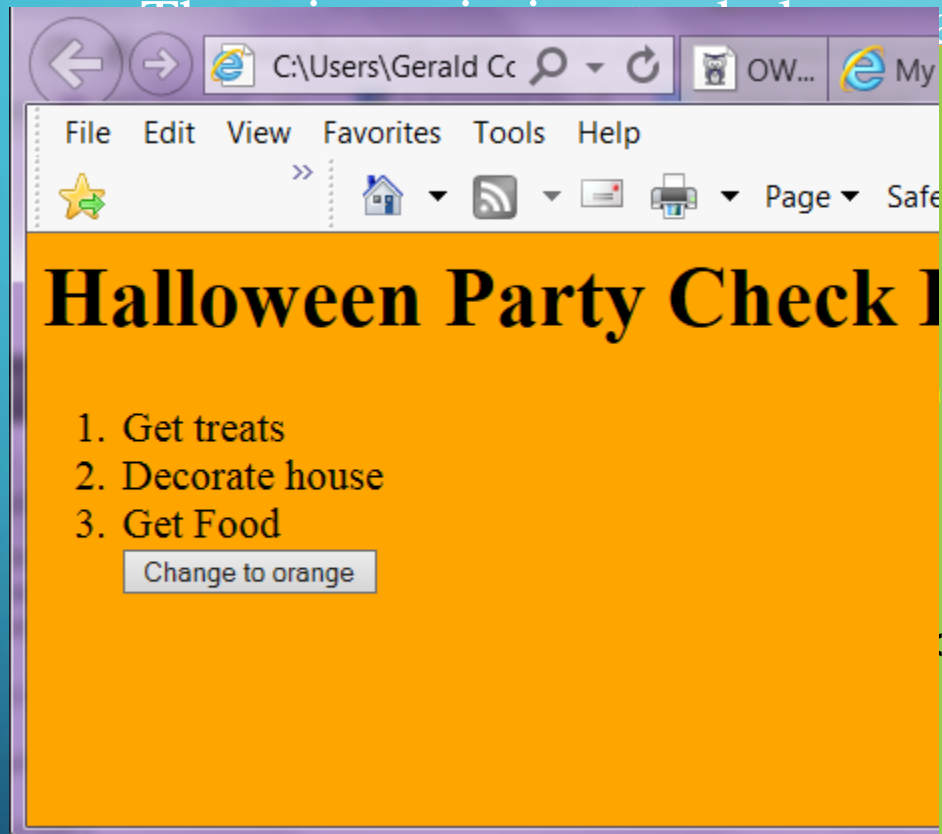 C:\Users\Gerald Cc
OW...
My
File Edit View Favorites Tools Help
Page Safe
Halloween Party Check
1. Get treats
2. Decorate house
3. Get Food
Change to orange